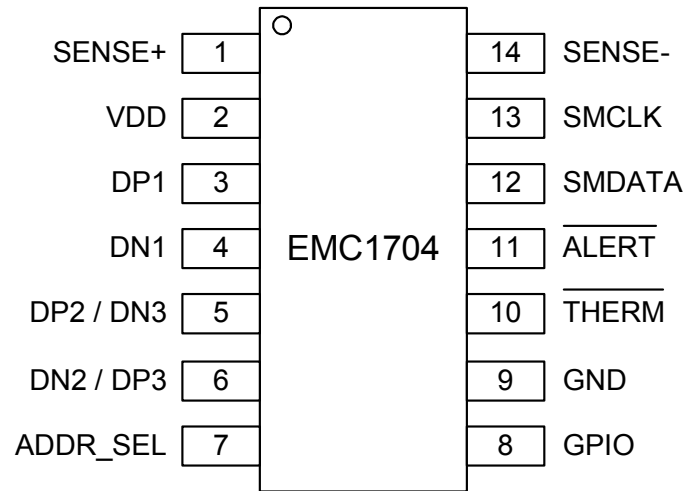 SENSE+ 1 14 SENSE-
VDD 2 13 SMCLK
DP1 3 12 SMDATA
DN1 4 EMC1704 11 ALERT
DP2 / DN3 5 10 THERM
DN2 / DP3 6 9 GND
ADDR_SEL 7 8 GPIO